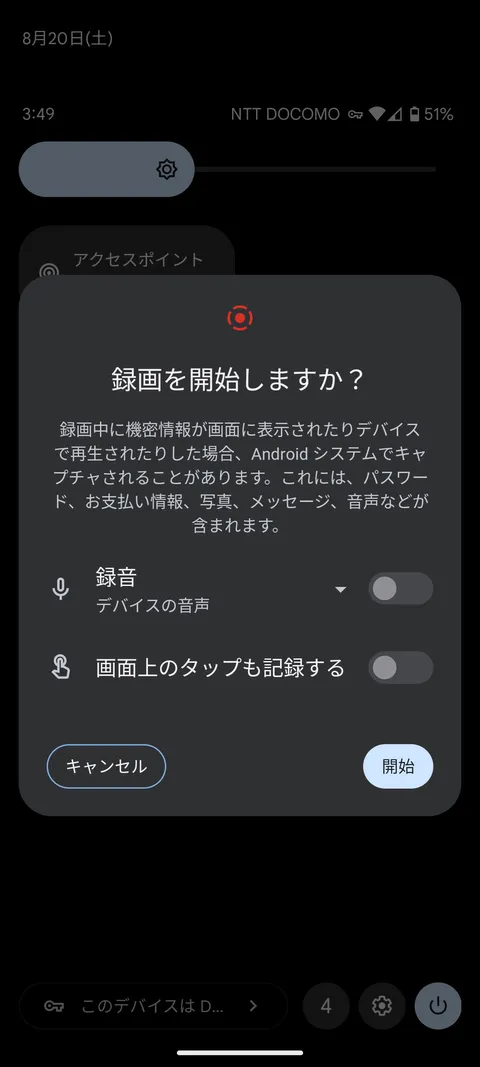 8月20日(土)
3:49
NTT DOCOMO
51%
アクセスポイント
録画を開始しますか？
録画中に機密情報が画面に表示されたりデバイス
で再生されたりした場合、Android システムでキャ
プチャされることがあります。これには、パスワー
ド、お支払い情報、写真、メッセージ、音声などが
含まれます。
録音
デバイスの音声
画面上のタップも記録する
キャンセル
開始
このデバイスは D...
4